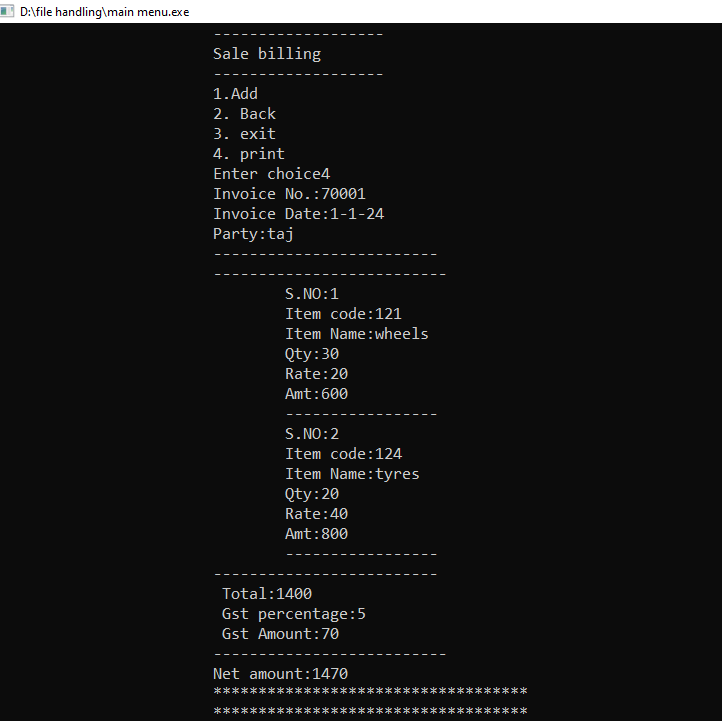 D:\file handling\main menu.exe
-------------------
Sale billing
-------------------
1.Add
2. Back
3. exit
4. print
Enter choice4
Invoice No.:70001
Invoice Date:1-1-24
Party:taj
-------------------------
--------------------------
S.NO:1
Item code:121
Item Name:wheels
Qty:30
Rate:20
Amt:600
-----------------
S.NO:2
Item code:124
Item Name:tyres
Qty:20
Rate:40
Amt:800
-----------------
-------------------------
Total:1400
Gst percentage:5
Gst Amount:70
--------------------------
Net amount:1470
***********************************
***********************************